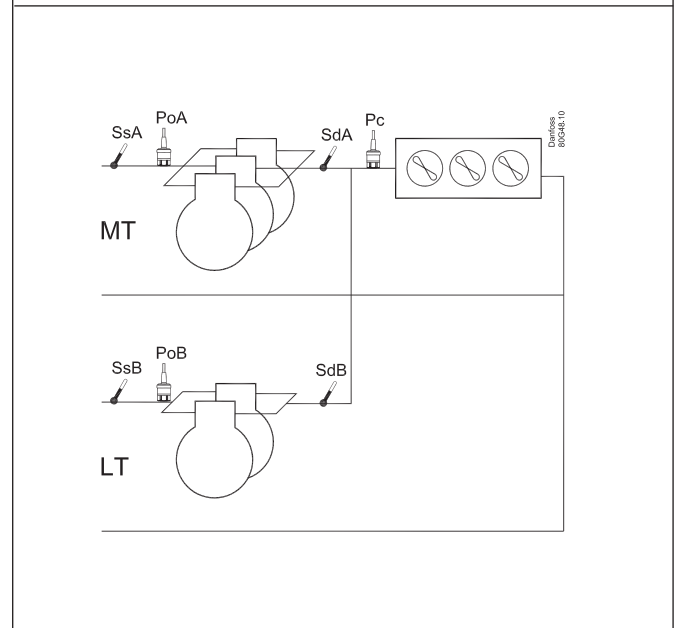 SsA
PoA
SdA
Pc
Danfoss
80G48.10
MT
SsB
PoB
SdB
LT